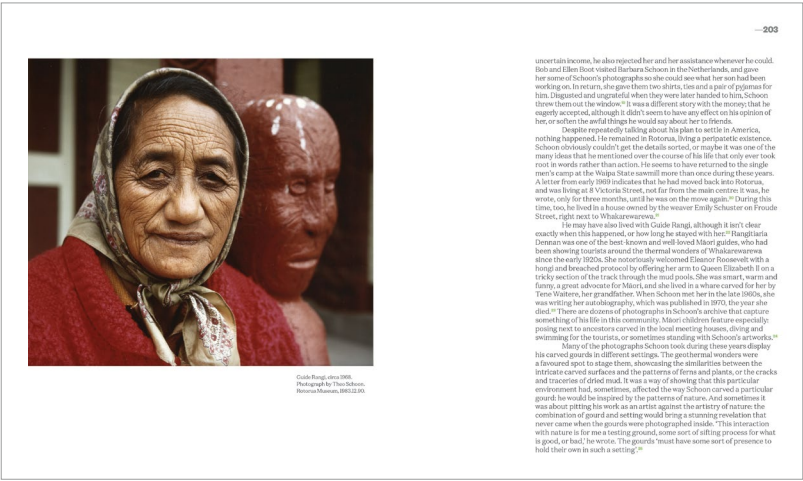 —203
Guide Rangi, circa 1969.
Photograph by Theo Schoon.
Rotorua Museum, 1983.12.90.
uncertain income, he also rejected her and her assistance whenever he could.
Bob and Ellen Boot visited Barbara Schoon in the Netherlands, and gave
her some of Schoon's photographs so she could see what her son had been
working on. In return, she gave them two shirts, ties and a pair of pyjamas for
him. Disgusted and ungrateful when they were later handed to him, Schoon
threw them out the window. It was a different story with the money; that he
eagerly accepted, although it didn't seem to have any effect on his opinion of
her, or soften the awful things he would say about her to friends.
Despite repeatedly talking about his plan to settle in America,
nothing happened. He remained in Rotorua, living a peripatetic existence.
Schoon obviously couldn't get the details sorted, or maybe it was one of the
many ideas that he mentioned over the course of his life that only ever took
root in words rather than action. He seems to have returned to the single
men's camp at the Waipa State sawmill more than once during these years.
A letter from early 1969 indicates that he had moved back into Rotorua,
and was living at 8 Victoria Street, not far from the main centre; it was, he
wrote, only for three months, until he was on the move again. During this
time, too, he lived in a house owned by the weaver Emily Schuster on Froude
Street, right next to Whakarewarewa.
He may have also lived with Guide Rangi, although it isn't clear
exactly when this happened, or how long he stayed with her. Rangitīaria
Dennan was one of the best-known and well-loved Māori guides, who had
been showing tourists around the thermal wonders of Whakarewarewa
since the early 1920s. She notoriously welcomed Eleanor Roosevelt with a
hongi and breached protocol by offering her arm to Queen Elizabeth II on a
tricky section of the track through the mud pools. She was smart, warm and
funny, a great advocate for Māori, and she lived in a whare carved for her by
Tene Waitere, her grandfather. When Schoon met her in the late 1960s, she
was writing her autobiography, which was published in 1970, the year she
died. There are dozens of photographs in Schoon's archive that capture
something of his life in this community. Māori children feature especially:
posing next to ancestors carved in the local meeting houses, diving and
swimming for the tourists, or sometimes standing with Schoon's artworks.
Many of the photographs Schoon took during these years display
his carved gourds in different settings. The geothermal wonders were
a favoured spot to stage them, showcasing the similarities between the
intricate carved surfaces and the patterns of ferns and plants, or the cracks
and traceries of dried mud. It was a way of showing that this particular
environment had, sometimes, affected the way Schoon carved a particular
gourd: he would be inspired by the patterns of nature. And sometimes it
was about pitting his work as an artist against the artistry of nature: the
combination of gourd and setting would bring a stunning revelation that
never came when the gourds were photographed inside. 'This interaction
with nature is for me a testing ground, some sort of sifting process for what
is good, or bad,' he wrote. The gourds 'must have some sort of presence to
hold their own in such a setting'.